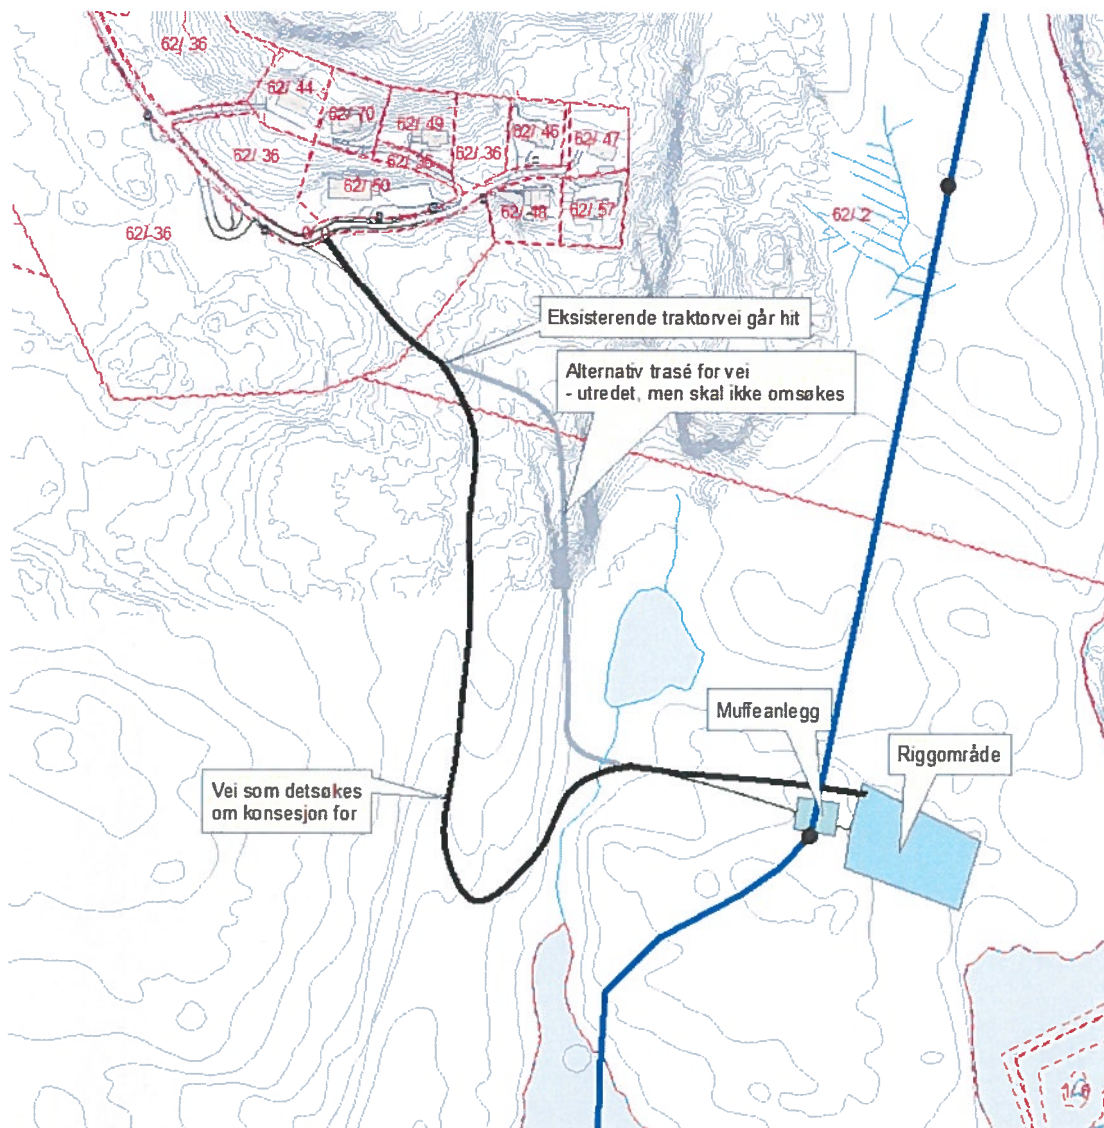 62/ 36
62/ 44
62/ 70
62/ 49
62/ 46
62/ 47
62/ 36
62/ 36
62/ 36
62/ 50
62/ 48
62/ 57
62/ 2
62/ 36
Eksisterende traktorvei går hit
Alternativ trasé for vei
- utredet, men skal ikke omsøkes
Muffeanlegg
Riggområde
Vei som detsøkes
om konsesjon for